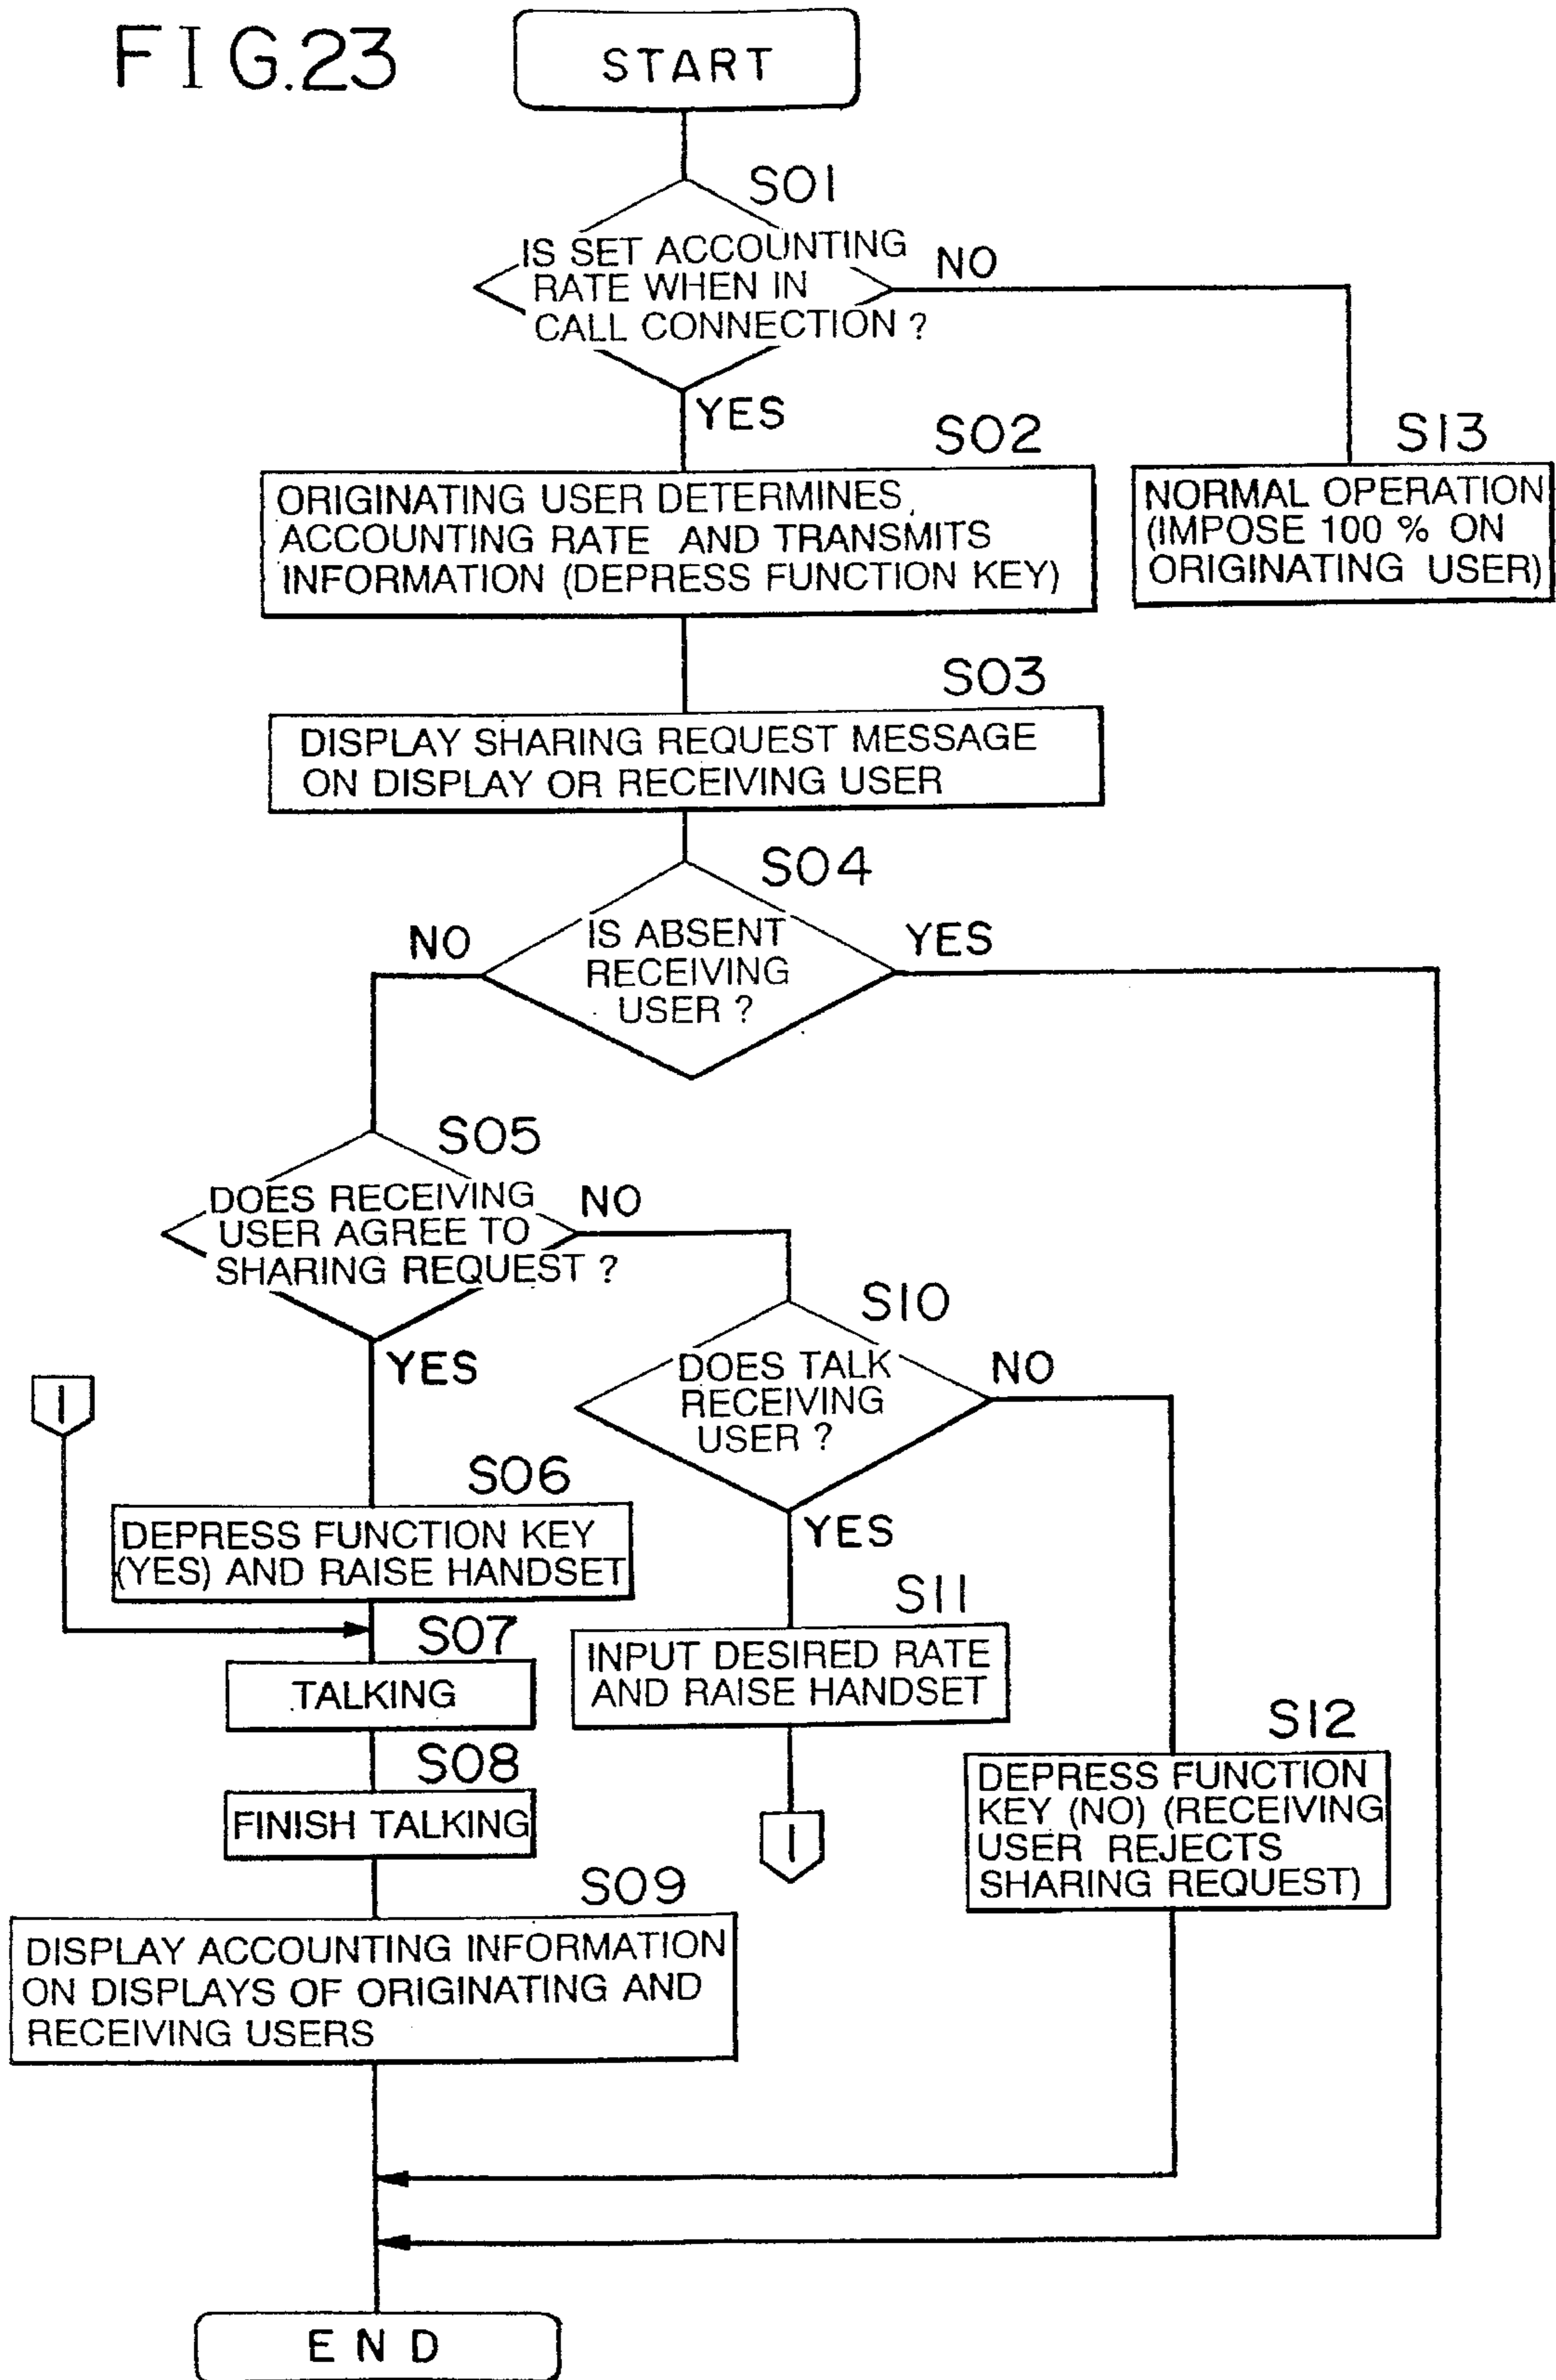 FIG.23
START
S01
IS SET ACCOUNTING
RATE WHEN IN
CALL CONNECTION ?
NO
YES
S02
ORIGINATING USER DETERMINES
ACCOUNTING RATE AND TRANSMITS
INFORMATION (DEPRESS FUNCTION KEY)
S13
NORMAL OPERATION
(IMPOSE 100 % ON
ORIGINATING USER)
S03
DISPLAY SHARING REQUEST MESSAGE
ON DISPLAY OR RECEIVING USER
S04
IS ABSENT
RECEIVING
USER ?
NO
YES
S05
DOES RECEIVING
USER AGREE TO
SHARING REQUEST ?
NO
YES
S10
DOES TALK
RECEIVING
USER ?
NO
YES
1
S06
DEPRESS FUNCTION KEY
(YES) AND RAISE HANDSET
S07
TALKING
S11
INPUT DESIRED RATE
AND RAISE HANDSET
1
S08
FINISH TALKING
S12
DEPRESS FUNCTION
KEY (NO) (RECEIVING
USER REJECTS
SHARING REQUEST)
S09
DISPLAY ACCOUNTING INFORMATION
ON DISPLAYS OF ORIGINATING AND
RECEIVING USERS
END